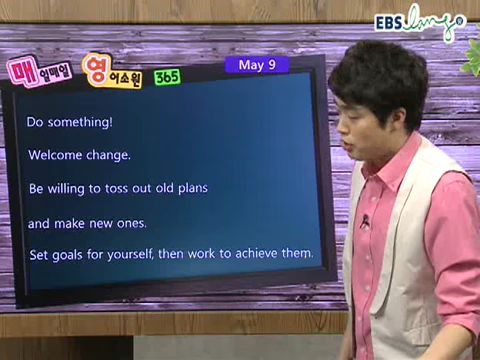 EBSlang
매일매일 영어소원 365
May 9
Do something!
Welcome change.
Be willing to toss out old plans
and make new ones.
Set goals for yourself, then work to achieve them.